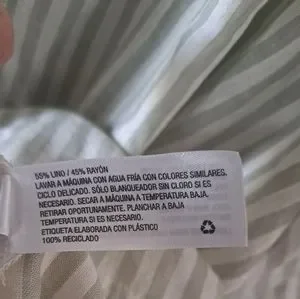 55% LINO / 45% RAYÓN
LAVAR A MÁQUINA CON AGUA FRÍA CON COLORES SIMILARES,
CICLO DELICADO. SÓLO BLANQUEADOR SIN CLORO SI ES
NECESARIO. SECAR A MÁQUINA A TEMPERATURA BAJA,
RETIRAR OPORTUNAMENTE. PLANCHAR A BAJA
TEMPERATURA SI ES NECESARIO.
ETIQUETA ELABORADA CON PLÁSTICO
100% RECICLADO